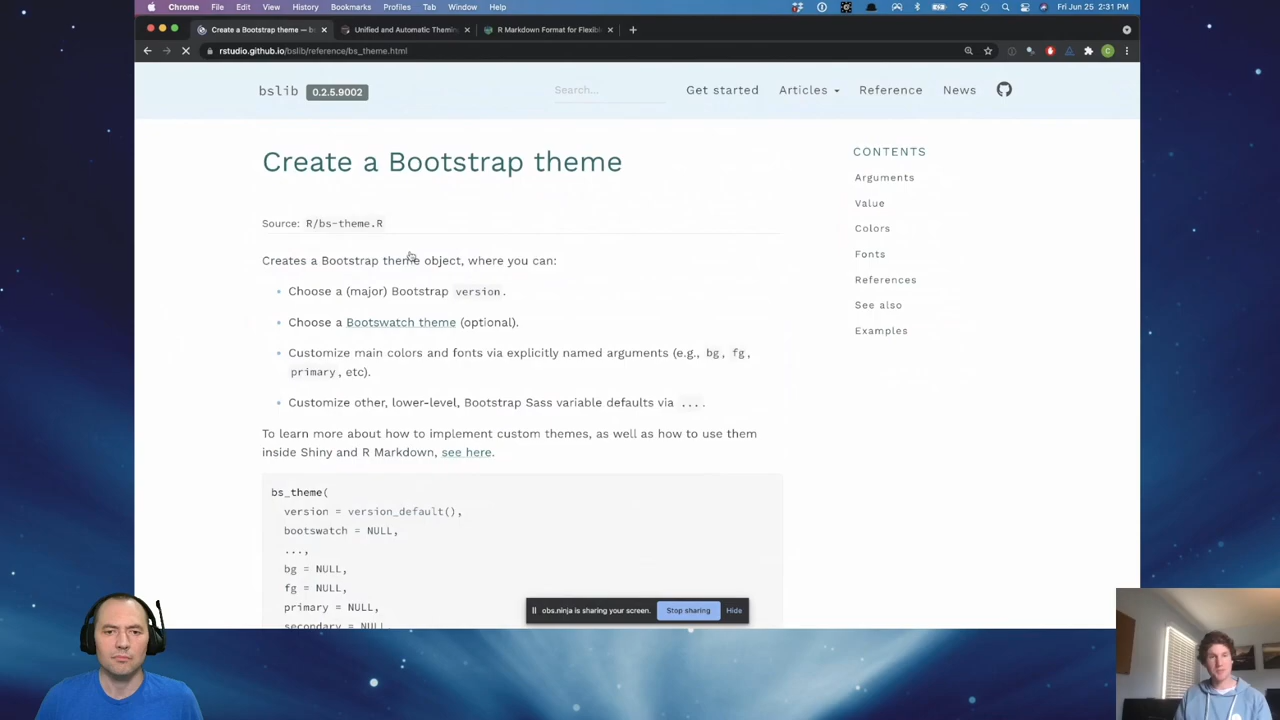 Chrome File Edit View History Bookmarks Profiles Tab Window Help Fri Jun 25 2:31 PM
Create a Bootstrap theme — b Unified and Automatic Themin R Markdown Format for Flexibl
rstudio.github.io/bslib/reference/bs_theme.html
bslib 0.2.5.9002 Search... Get started Articles Reference News
Create a Bootstrap theme
Source: R/bs-theme.R
Creates a Bootstrap theme object, where you can:
Choose a (major) Bootstrap version.
Choose a Bootswatch theme (optional).
Customize main colors and fonts via explicitly named arguments (e.g., bg, fg,
primary, etc).
Customize other, lower-level, Bootstrap Sass variable defaults via ....
To learn more about how to implement custom themes, as well as how to use them
inside Shiny and R Markdown, see here.
bs_theme(
version = version_default(),
bootswatch = NULL,
...,
bg = NULL,
fg = NULL,
primary = NULL,
secondary = NULL,
CONTENTS
Arguments
Value
Colors
Fonts
References
See also
Examples
obs.ninja is sharing your screen. Stop sharing Hide